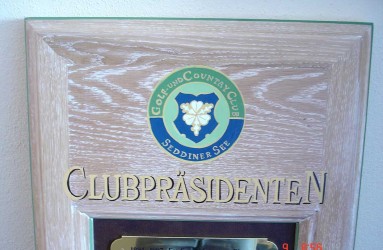 GOLF- UND COUNTRY CLUB
SEDDINER SEE
CLUBPRÄSIDENTEN